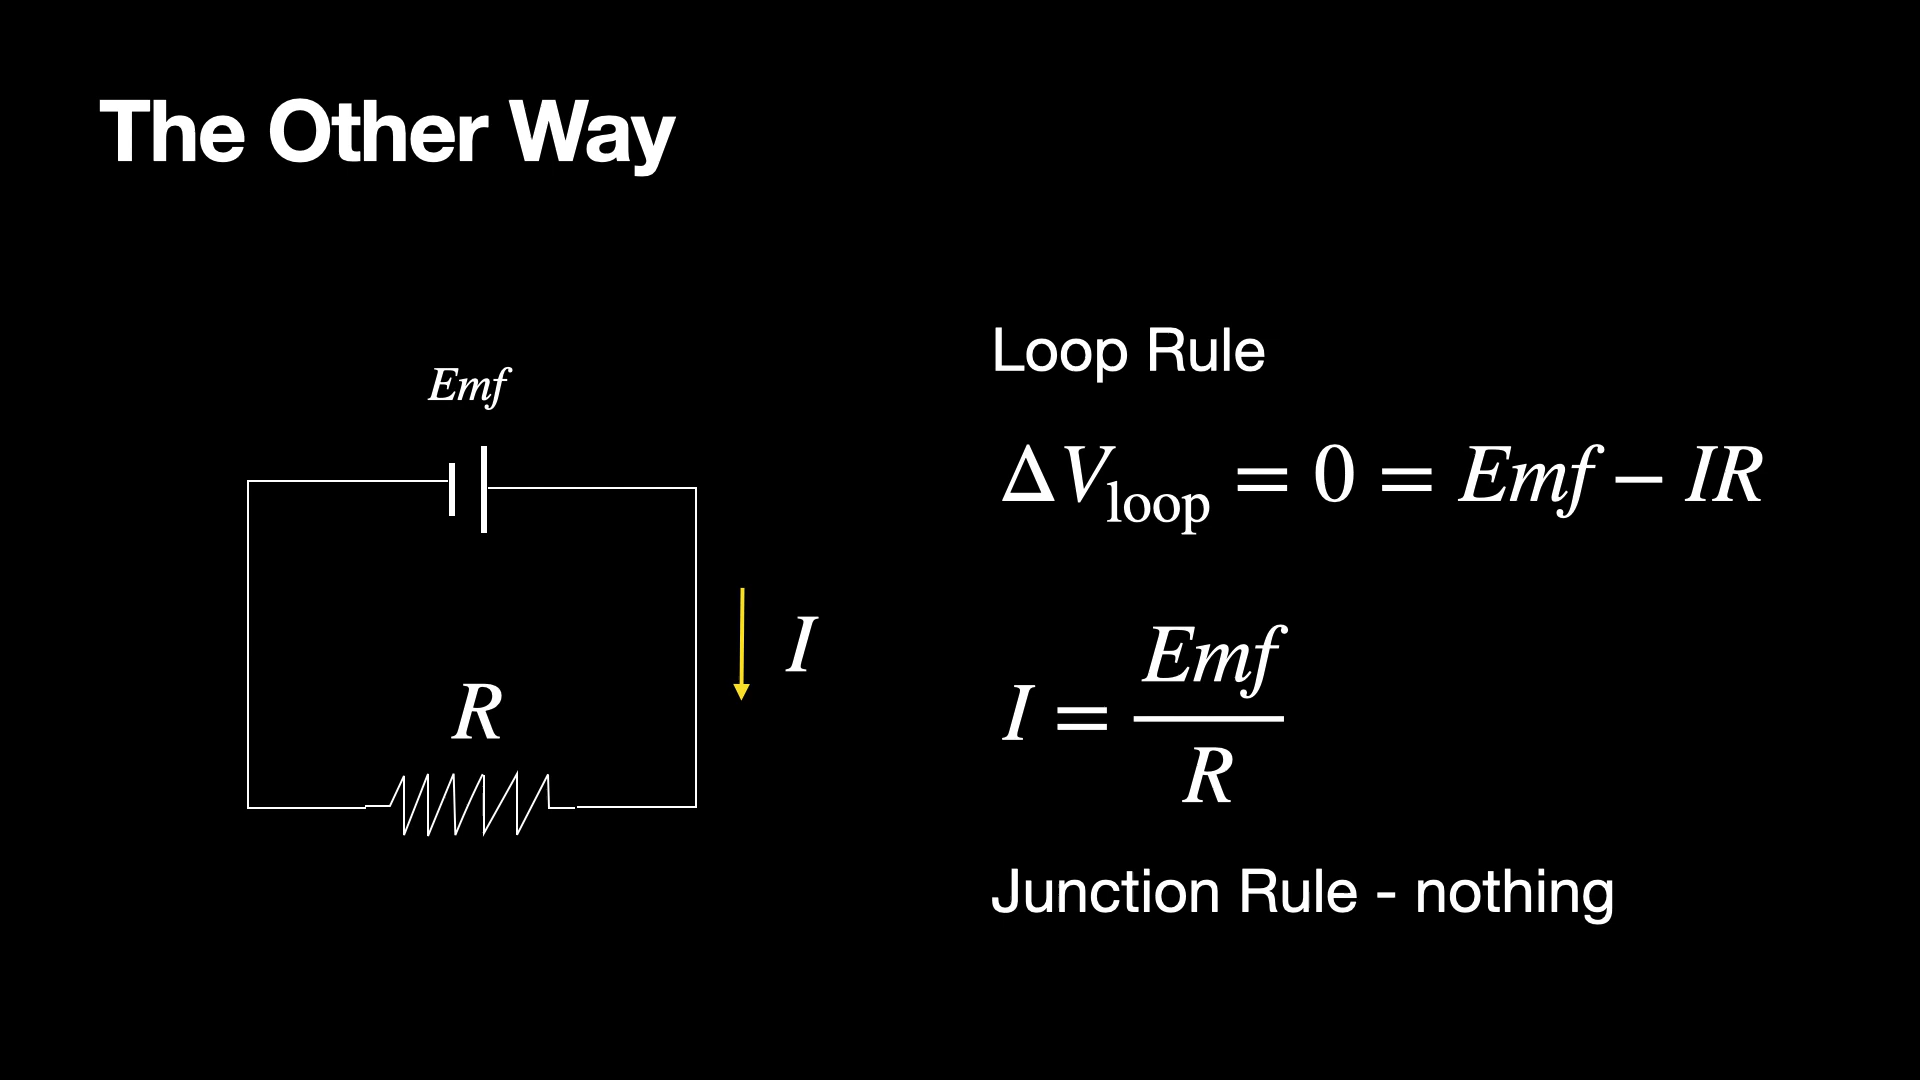 The Other Way
Emf
R
I
Loop Rule
ΔV_loop = 0 = Emf − IR
I = Emf / R
Junction Rule - nothing